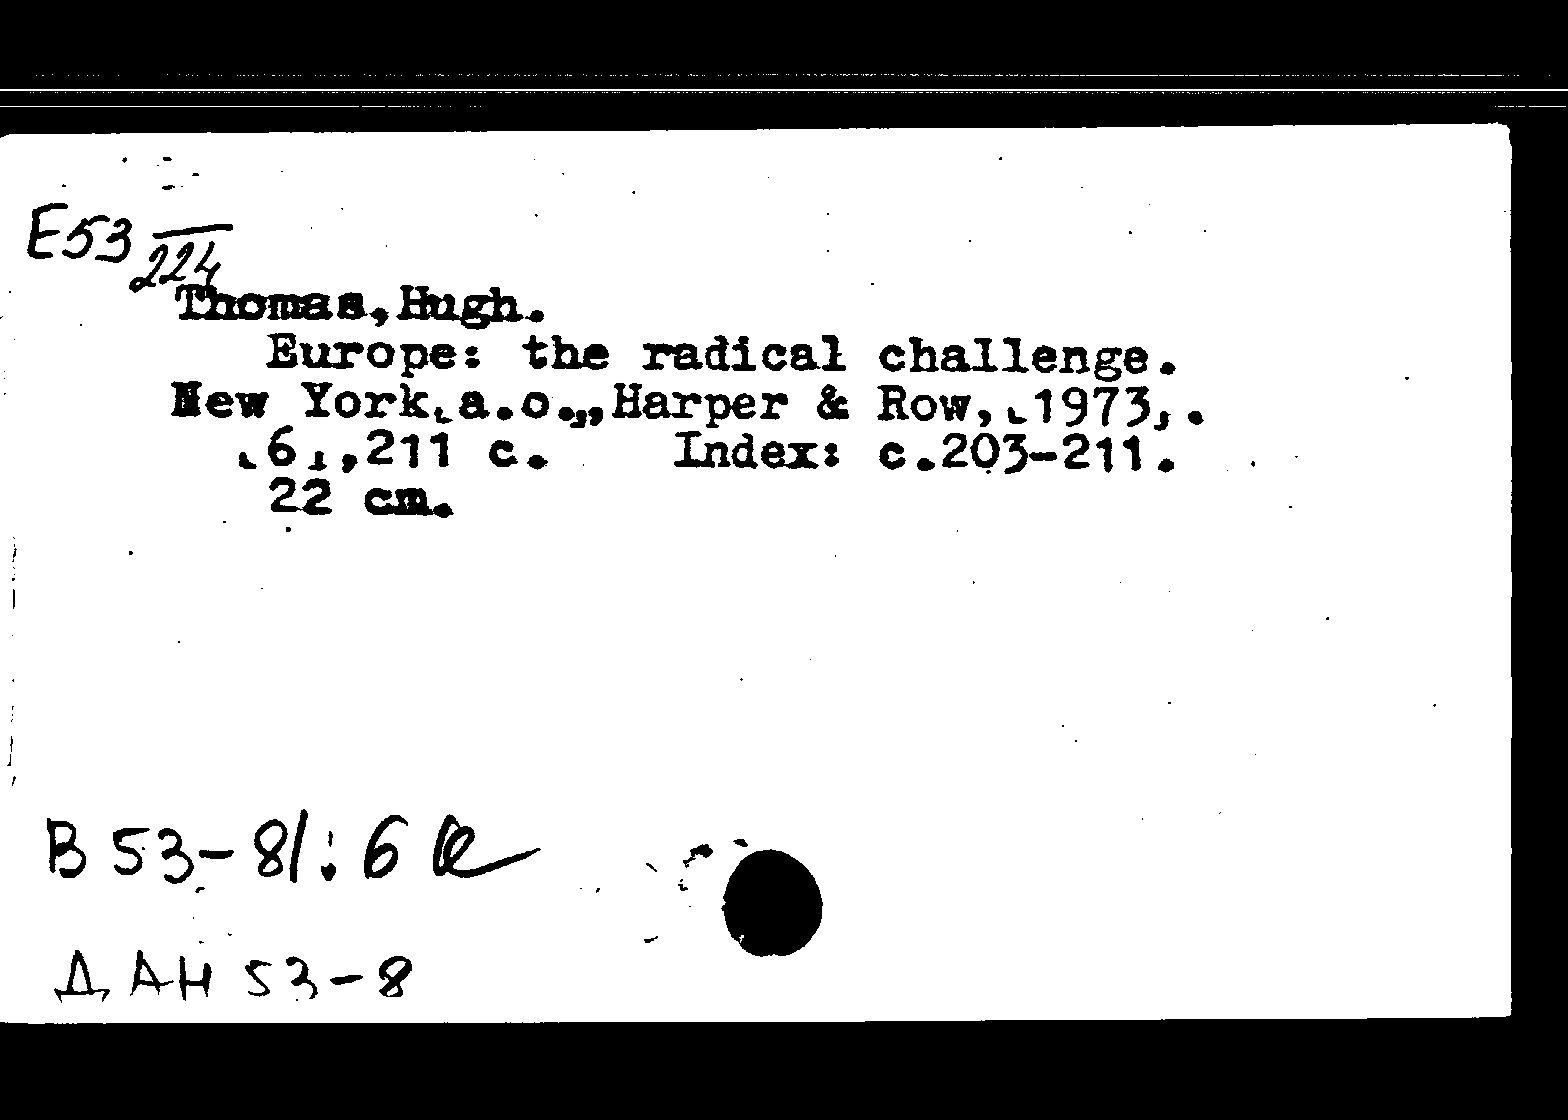 E53
224
Thomas, Hugh.
Europe: the radical challenge.
New York [a.o.], Harper & Row, [1973].
[6], 211 c. Index: c.203-211.
22 cm.
B 53-81:6
ДАН 53-8